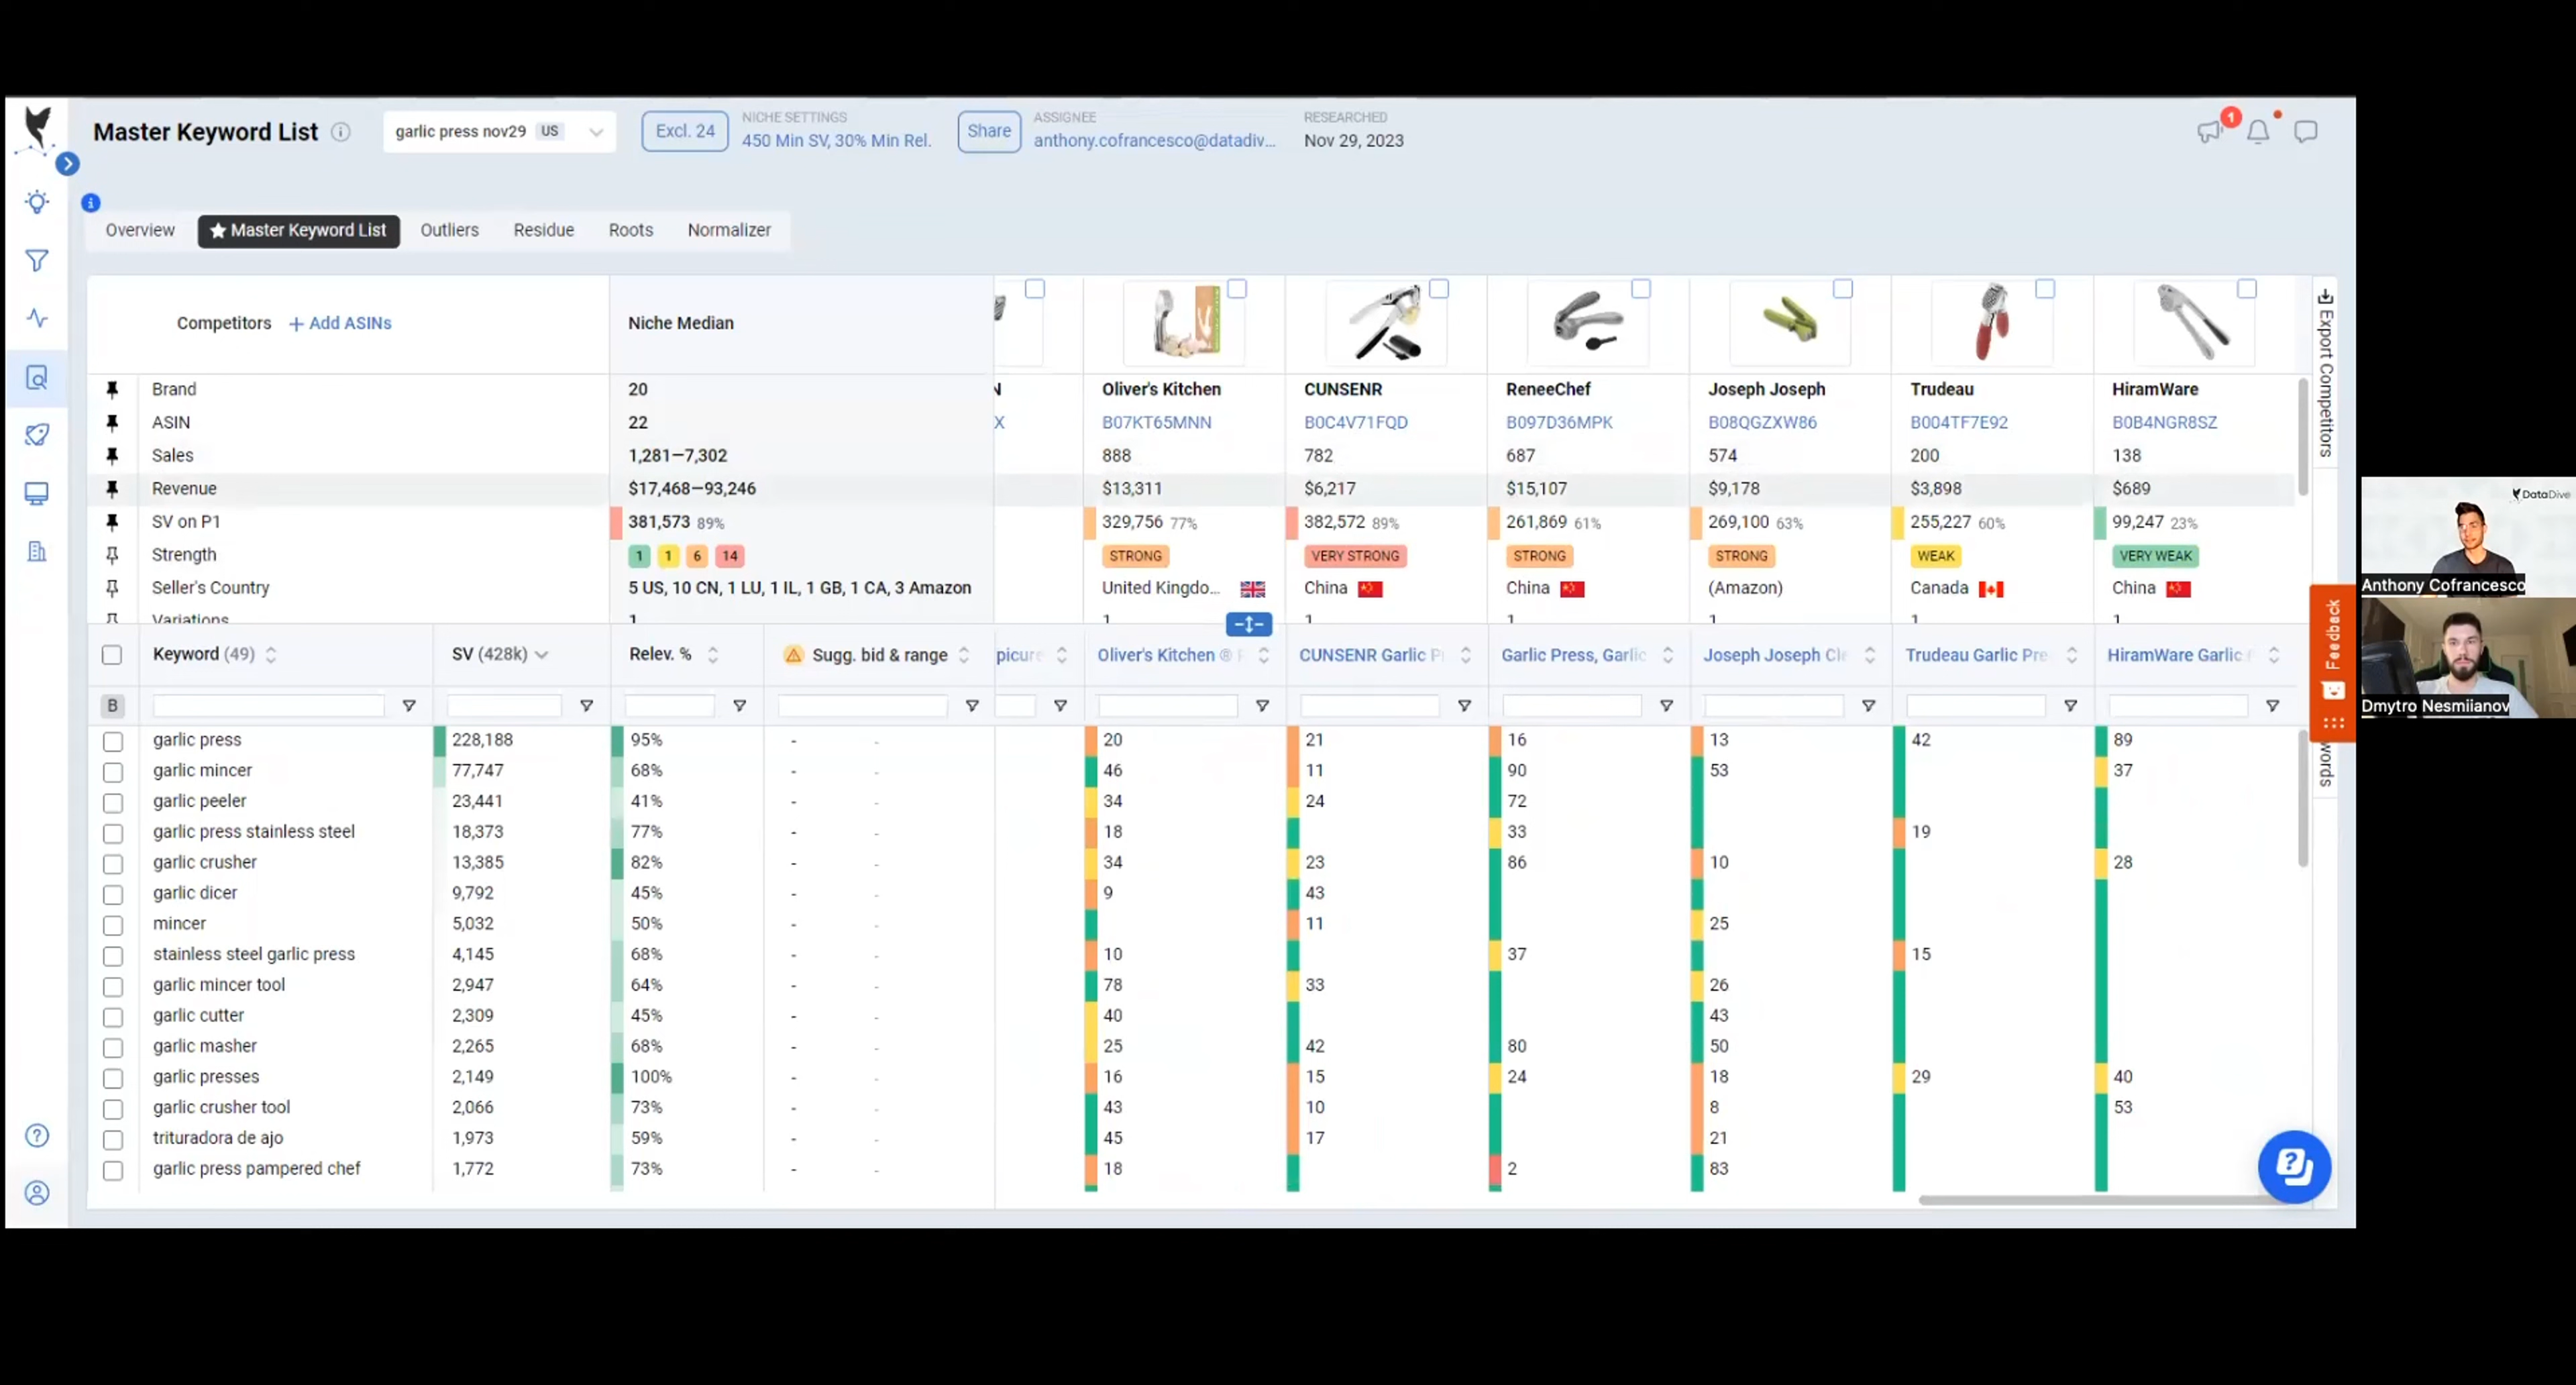 Master Keyword List
garlic press nov29 US
Excl. 24
NICHE SETTINGS
450 Min SV, 30% Min Rel.
Share
ASSIGNEE
anthony.cofrancesco@datadiv...
RESEARCHED
Nov 29, 2023
1
Overview Master Keyword List Outliers Residue Roots Normalizer
Competitors + Add ASINs Niche Median
Export Competitors
Brand 20 N Oliver's Kitchen CUNSENR ReneeChef Joseph Joseph Trudeau HiramWare
ASIN 22 X B07KT65MNN B0C4V71FQD B097D36MPK B08QGZXW86 B004TF7E92 B0B4NGR8SZ
Sales 1,281–7,302 888 782 687 574 200 138
Revenue $17,468–93,246 $13,311 $6,217 $15,107 $9,178 $3,898 $689
SV on P1 381,573 89% 329,756 77% 382,572 89% 261,869 61% 269,100 63% 255,227 60% 99,247 23%
Strength 1 1 6 14 STRONG VERY STRONG STRONG STRONG WEAK VERY WEAK
Seller's Country 5 US, 10 CN, 1 LU, 1 IL, 1 GB, 1 CA, 3 Amazon United Kingdo... China China (Amazon) Canada China
Variations 1 1 1 1 1 1 1
Keyword (49) SV (428k) Relev. % Sugg. bid & range picure Oliver's Kitchen ® CUNSENR Garlic P Garlic Press, Garlic Joseph Joseph Cle Trudeau Garlic Pre HiramWare Garlic
B
garlic press 228,188 95% - - 20 21 16 13 42 89
garlic mincer 77,747 68% - - 46 11 90 53 37
garlic peeler 23,441 41% - - 34 24 72
garlic press stainless steel 18,373 77% - - 18 33 19
garlic crusher 13,385 82% - - 34 23 86 10 28
garlic dicer 9,792 45% - - 9 43
mincer 5,032 50% - - 11 25
stainless steel garlic press 4,145 68% - - 10 37 15
garlic mincer tool 2,947 64% - - 78 33 26
garlic cutter 2,309 45% - - 40 43
garlic masher 2,265 68% - - 25 42 80 50
garlic presses 2,149 100% - - 16 15 24 18 29 40
garlic crusher tool 2,066 73% - - 43 10 8 53
trituradora de ajo 1,973 59% - - 45 17 21
garlic press pampered chef 1,772 73% - - 18 2 83
Feedback
words
DataDive
Anthony Cofrancesco
Dmytro Nesmiianov